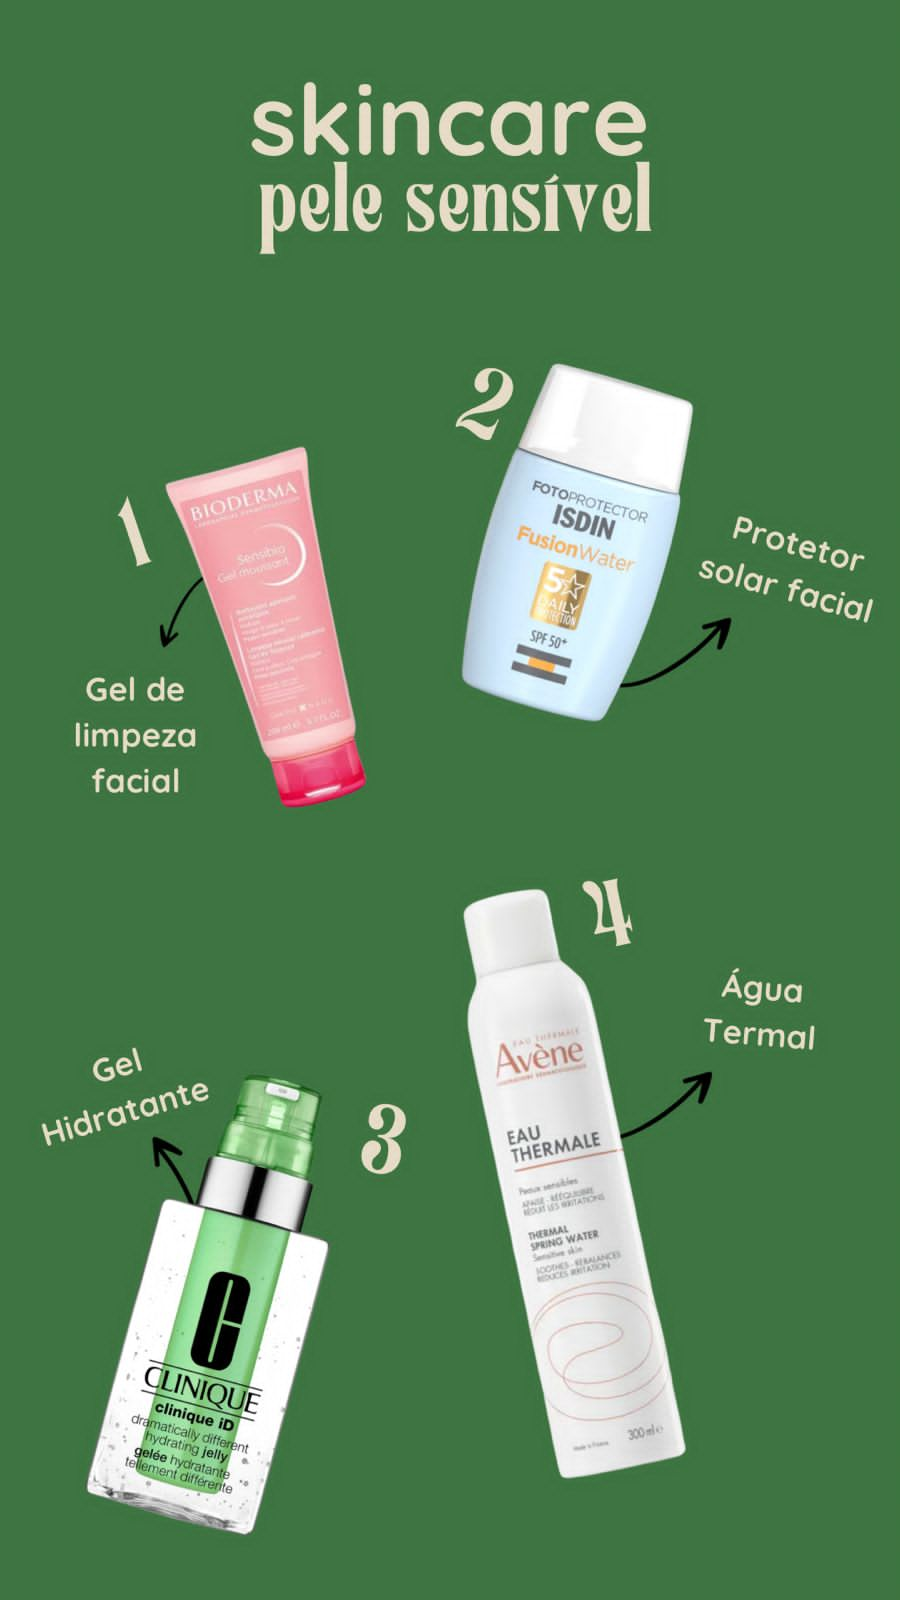 skincare
pele sensível
1
BIODERMA
Sensibio
Gel moussant
Gel de
limpeza
facial
2
FOTOPROTECTOR
ISDIN
FusionWater
5☆
DAILY
PROTECTION
SPF 50+
Protetor
solar facial
3
Gel
Hidratante
CLINIQUE
clinique iD
dramatically different
hydrating jelly
gelée hydratante
tellement différente
4
EAU THERMALE
Avène
EAU
THERMALE
Peaux sensibles
APAISE - RÉÉQUILIBRE
RÉDUIT LES IRRITATIONS
THERMAL
SPRING WATER
Sensitive skin
SOOTHES - REBALANCES
REDUCES IRRITATION
Made in France
300 ml e
Água
Termal